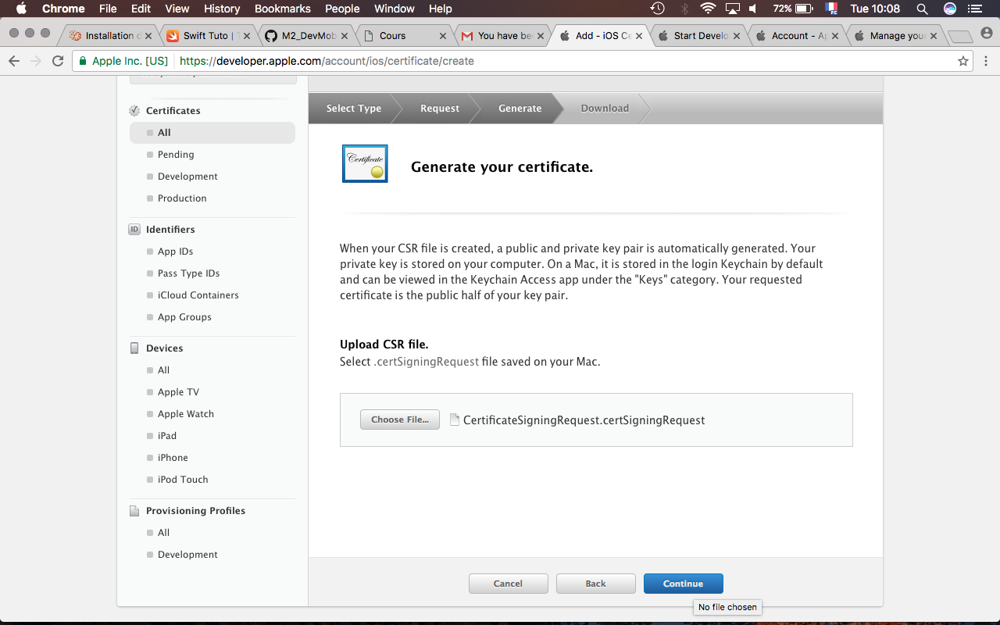 Chrome File Edit View History Bookmarks People Window Help 72% PE Tue 10:08
Installation d Swift Tuto | T M2_DevMob Cours You have be Add - iOS Ce Start Develo Account - Ap Manage your
Apple Inc. [US] https://developer.apple.com/account/ios/certificate/create
Certificates
All
Pending
Development
Production
ID Identifiers
App IDs
Pass Type IDs
iCloud Containers
App Groups
Devices
All
Apple TV
Apple Watch
iPad
iPhone
iPod Touch
Provisioning Profiles
All
Development
Select Type Request Generate Download
Certificate
Generate your certificate.
When your CSR file is created, a public and private key pair is automatically generated. Your
private key is stored on your computer. On a Mac, it is stored in the login Keychain by default
and can be viewed in the Keychain Access app under the "Keys" category. Your requested
certificate is the public half of your key pair.
Upload CSR file.
Select .certSigningRequest file saved on your Mac.
Choose File... CertificateSigningRequest.certSigningRequest
Cancel Back Continue
No file chosen